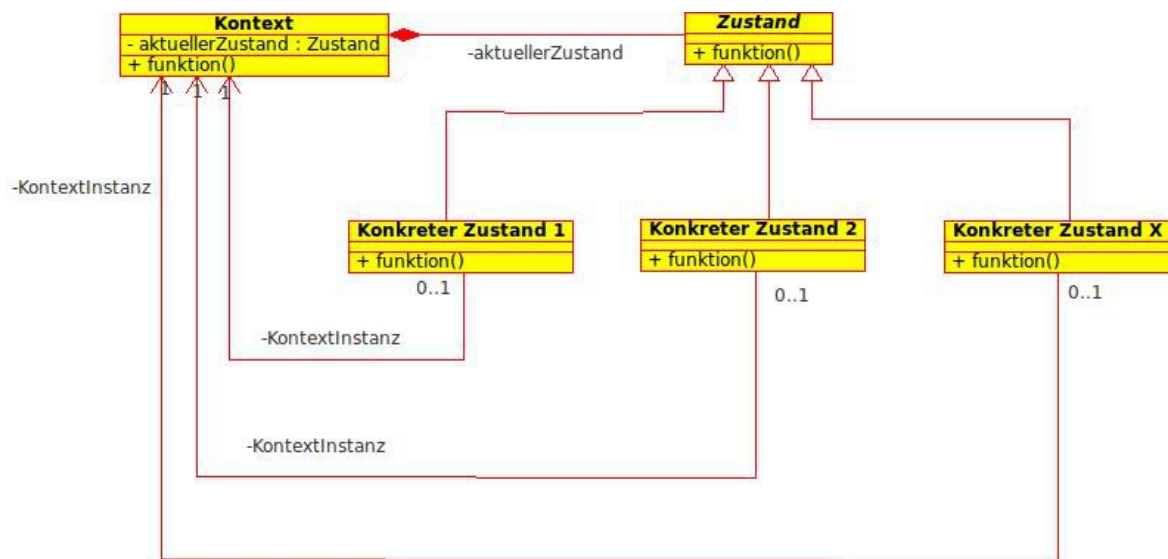 Kontext
- aktuellerZustand : Zustand
+ funktion()
-aktuellerZustand
Zustand
+ funktion()
1
1
1
-KontextInstanz
Konkreter Zustand 1
+ funktion()
0..1
Konkreter Zustand 2
+ funktion()
0..1
Konkreter Zustand X
+ funktion()
0..1
-KontextInstanz
-KontextInstanz